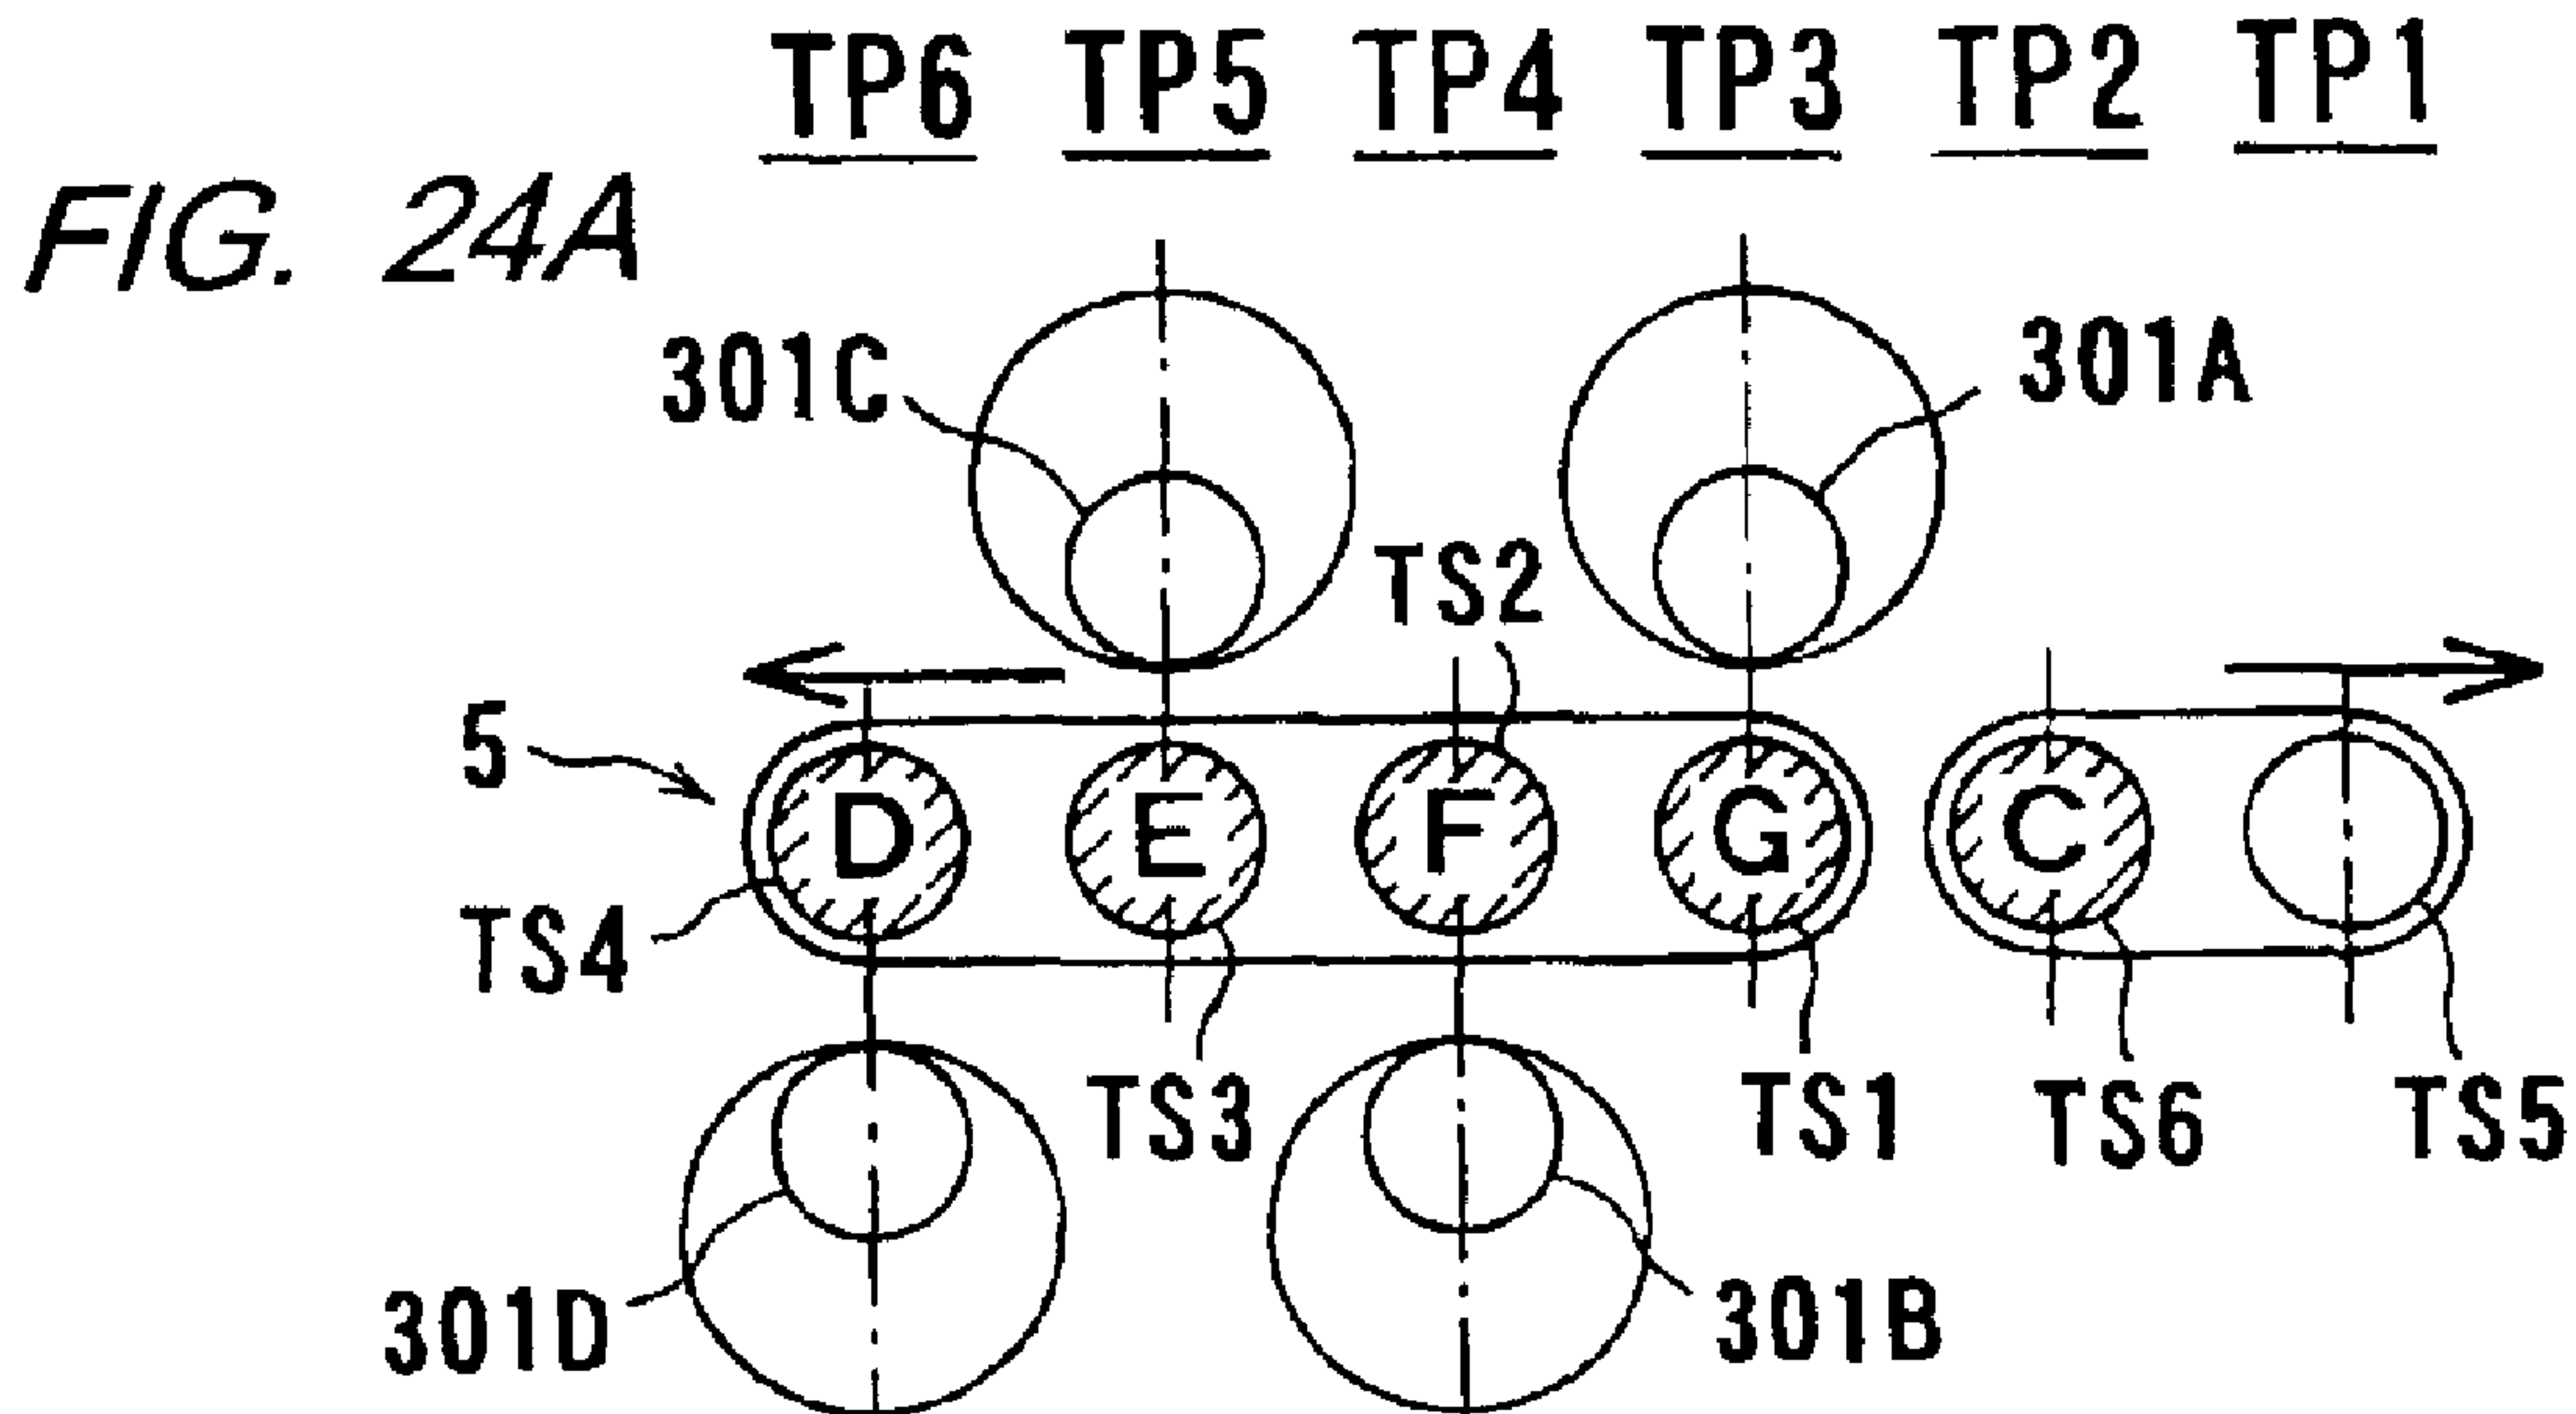 TP6 TP5 TP4 TP3 TP2 TP1
FIG. 24A
301C
301A
TS2
5
D E F G C
TS4
TS3
TS1
TS6
TS5
301D
301B